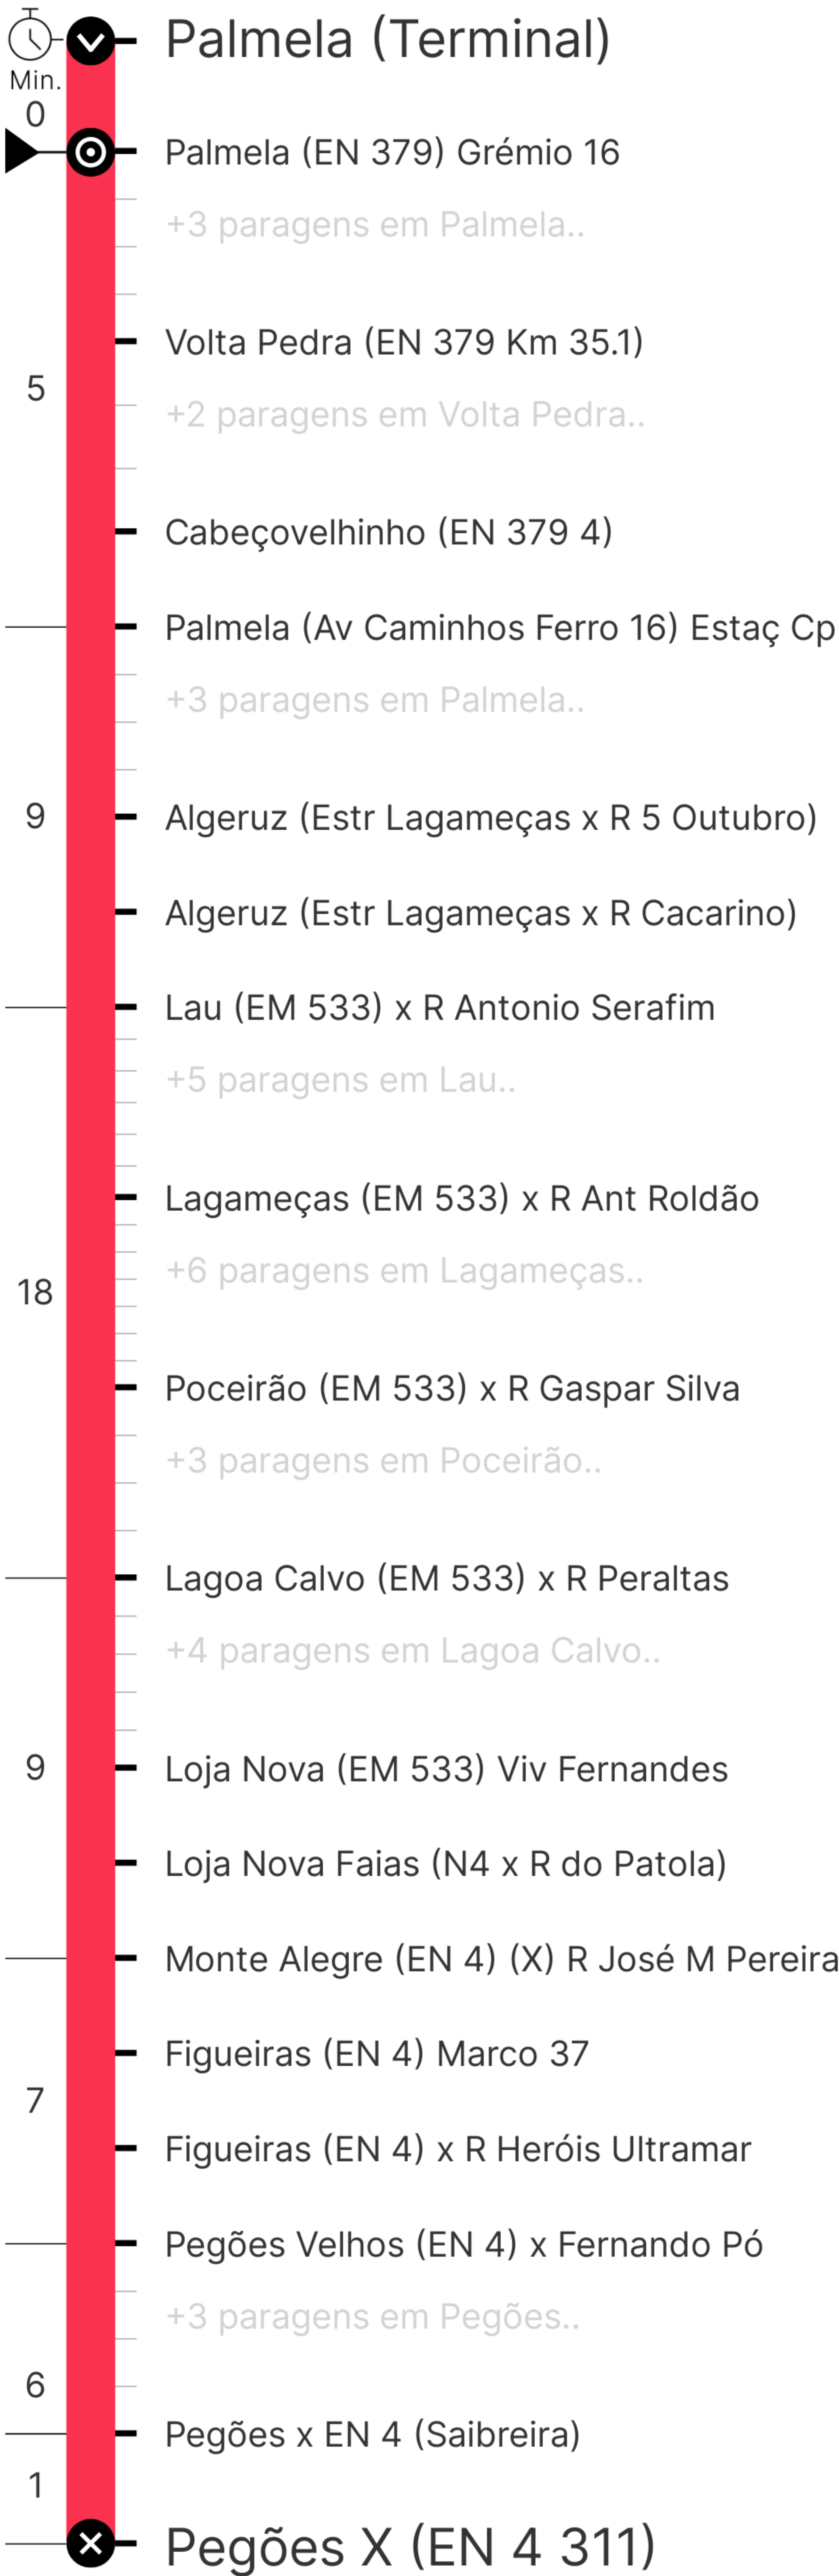 Palmela (Terminal)
Min.
0
Palmela (EN 379) Grémio 16
+3 paragens em Palmela..
Volta Pedra (EN 379 Km 35.1)
5
+2 paragens em Volta Pedra..
Cabeçovelhinho (EN 379 4)
Palmela (Av Caminhos Ferro 16) Estaç Cp
+3 paragens em Palmela..
9
Algeruz (Estr Lagameças x R 5 Outubro)
Algeruz (Estr Lagameças x R Cacarino)
Lau (EM 533) x R Antonio Serafim
+5 paragens em Lau..
Lagameças (EM 533) x R Ant Roldão
+6 paragens em Lagameças..
18
Poceirão (EM 533) x R Gaspar Silva
+3 paragens em Poceirão..
Lagoa Calvo (EM 533) x R Peraltas
+4 paragens em Lagoa Calvo..
9
Loja Nova (EM 533) Viv Fernandes
Loja Nova Faias (N4 x R do Patola)
Monte Alegre (EN 4) (X) R José M Pereira
Figueiras (EN 4) Marco 37
7
Figueiras (EN 4) x R Heróis Ultramar
Pegões Velhos (EN 4) x Fernando Pó
+3 paragens em Pegões..
6
Pegões x EN 4 (Saibreira)
1
Pegões X (EN 4 311)